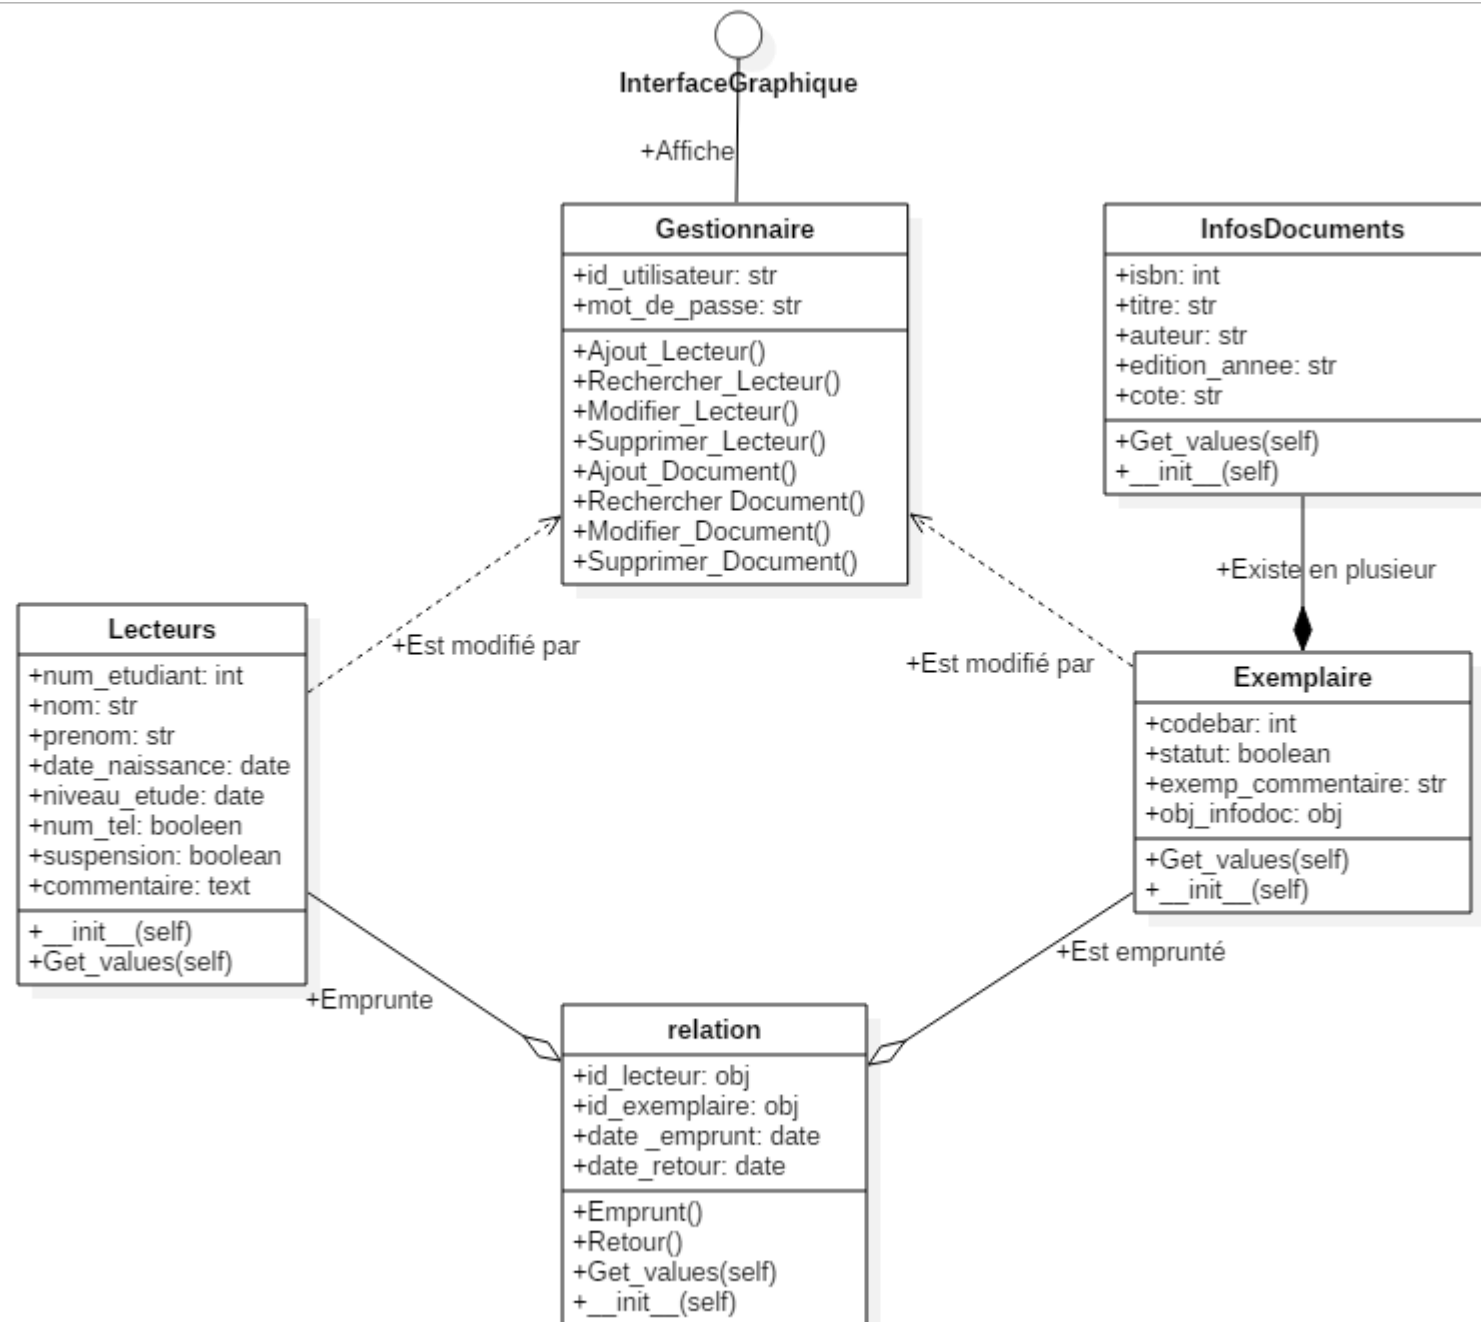 InterfaceGraphique
+Affiche
Gestionnaire
+id_utilisateur: str
+mot_de_passe: str
+Ajout_Lecteur()
+Rechercher_Lecteur()
+Modifier_Lecteur()
+Supprimer_Lecteur()
+Ajout_Document()
+Rechercher Document()
+Modifier_Document()
+Supprimer_Document()
InfosDocuments
+isbn: int
+titre: str
+auteur: str
+edition_annee: str
+cote: str
+Get_values(self)
+__init__(self)
+Existe en plusieur
+Est modifié par
+Est modifié par
Lecteurs
+num_etudiant: int
+nom: str
+prenom: str
+date_naissance: date
+niveau_etude: date
+num_tel: booleen
+suspension: boolean
+commentaire: text
+__init__(self)
+Get_values(self)
Exemplaire
+codebar: int
+statut: boolean
+exemp_commentaire: str
+obj_infodoc: obj
+Get_values(self)
+__init__(self)
+Emprunte
+Est emprunté
relation
+id_lecteur: obj
+id_exemplaire: obj
+date _emprunt: date
+date_retour: date
+Emprunt()
+Retour()
+Get_values(self)
+__init__(self)